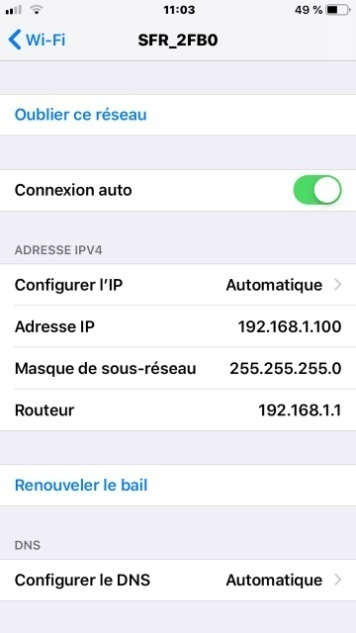 11:03
49 %
Wi-Fi
SFR_2FB0
Oublier ce réseau
Connexion auto
ADRESSE IPV4
Configurer l'IP Automatique
Adresse IP 192.168.1.100
Masque de sous-réseau 255.255.255.0
Routeur 192.168.1.1
Renouveler le bail
DNS
Configurer le DNS Automatique